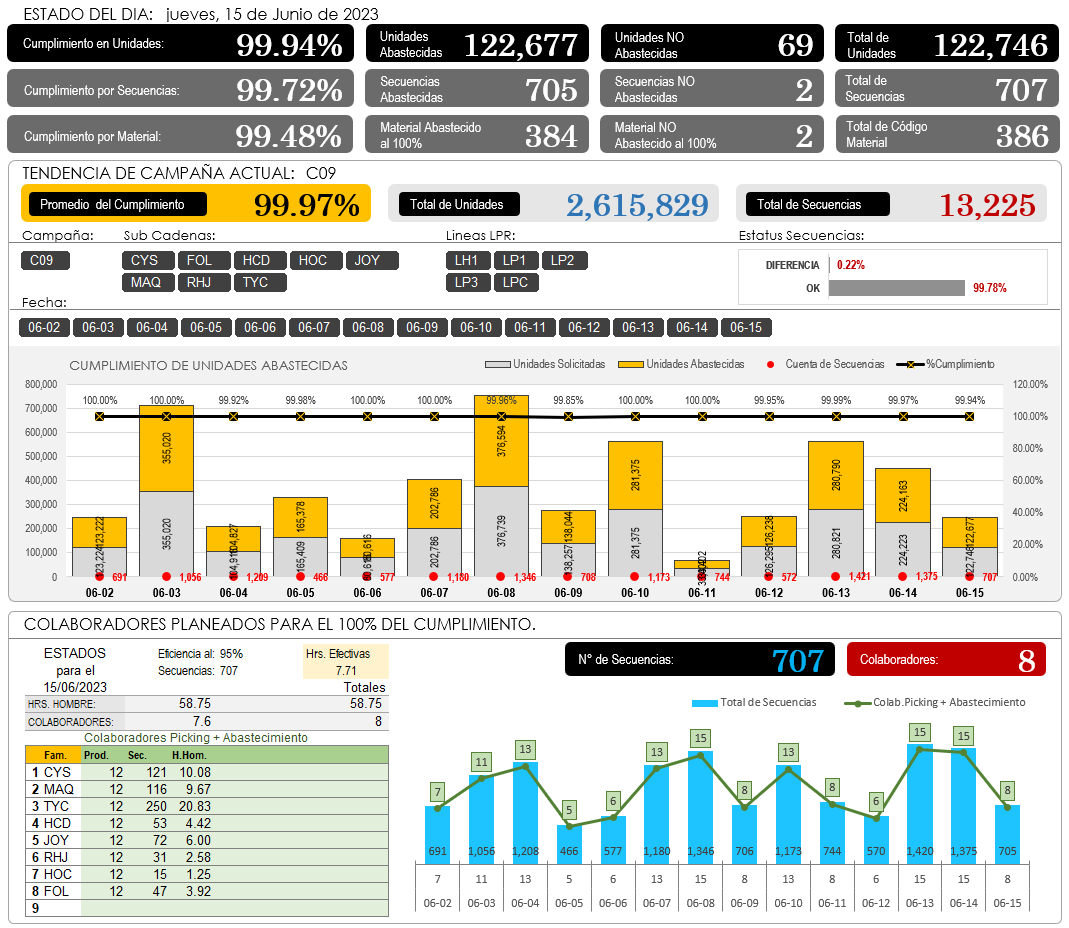 ESTADO DEL DIA: jueves, 15 de Junio de 2023
Cumplimiento en Unidades: 99.94%
Unidades Abastecidas 122,677
Unidades NO Abastecidas 69
Total de Unidades 122,746
Cumplimiento por Secuencias: 99.72%
Secuencias Abastecidas 705
Secuencias NO Abastecidas 2
Total de Secuencias 707
Cumplimiento por Material: 99.48%
Material Abastecido al 100% 384
Material NO Abastecido al 100% 2
Total de Código Material 386
TENDENCIA DE CAMPAÑA ACTUAL: C09
Promedio del Cumplimiento 99.97%
Total de Unidades 2,615,829
Total de Secuencias 13,225
Campaña: Sub Cadenas: Lineas LPR: Estatus Secuencias:
C09 CYS FOL HCD HOC JOY LH1 LP1 LP2
MAQ RHJ TYC LP3 LPC
DIFERENCIA 0.22%
OK 99.78%
Fecha:
06-02 06-03 06-04 06-05 06-06 06-07 06-08 06-09 06-10 06-11 06-12 06-13 06-14 06-15
CUMPLIMIENTO DE UNIDADES ABASTECIDAS
Unidades Solicitadas Unidades Abastecidas Cuenta de Secuencias %Cumplimiento
800,000
700,000
600,000
500,000
400,000
300,000
200,000
100,000
0
120.00%
100.00%
80.00%
60.00%
40.00%
20.00%
0.00%
100.00% 100.00% 99.92% 99.98% 100.00% 100.00% 99.96% 99.85% 100.00% 100.00% 99.95% 99.99% 99.97% 99.94%
123,222 355,020 104,827 165,378 202,786 376,594 138,044 281,375 126,238 280,790 224,163 122,677
355,020 165,409 202,786 376,739 138,257 281,375 126,295 280,821 224,223
691 1,056 1,209 466 577 1,180 1,346 708 1,173 744 572 1,421 1,375 707
06-02 06-03 06-04 06-05 06-06 06-07 06-08 06-09 06-10 06-11 06-12 06-13 06-14 06-15
COLABORADORES PLANEADOS PARA EL 100% DEL CUMPLIMIENTO.
ESTADOS
para el
15/06/2023
Eficiencia al: 95%
Secuencias: 707
Hrs. Efectivas
7.71
Totales
HRS. HOMBRE: 58.75 58.75
COLABORADORES: 7.6 8
Colaboradores Picking + Abastecimiento
Fam. Prod. Sec. H.Hom.
1 CYS 12 121 10.08
2 MAQ 12 116 9.67
3 TYC 12 250 20.83
4 HCD 12 53 4.42
5 JOY 12 72 6.00
6 RHJ 12 31 2.58
7 HOC 12 15 1.25
8 FOL 12 47 3.92
9
N° de Secuencias: 707
Colaboradores: 8
Total de Secuencias Colab.Picking + Abastecimiento
7 11 13 5 6 13 15 8 13 8 6 15 15 8
691 1,056 1,208 466 577 1,180 1,346 706 1,173 744 570 1,420 1,375 705
7 11 13 5 6 13 15 8 13 8 6 15 15 8
06-02 06-03 06-04 06-05 06-06 06-07 06-08 06-09 06-10 06-11 06-12 06-13 06-14 06-15